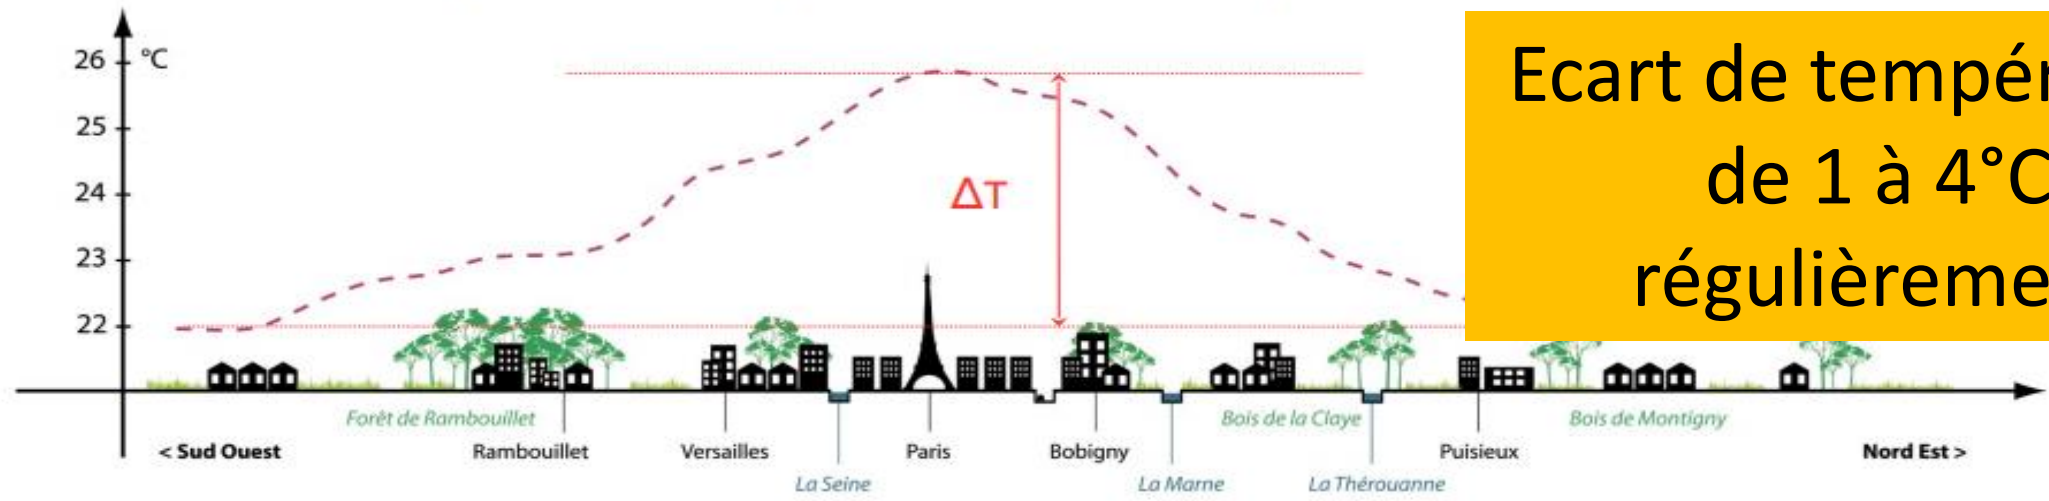 26 °C
25
24
23
22
ΔT
Ecart de tempér
de 1 à 4°C
régulièreme
Forêt de Rambouillet
Bois de la Claye
Bois de Montigny
< Sud Ouest
Rambouillet
Versailles
Paris
Bobigny
Puisieux
Nord Est >
La Seine
La Marne
La Thérouanne